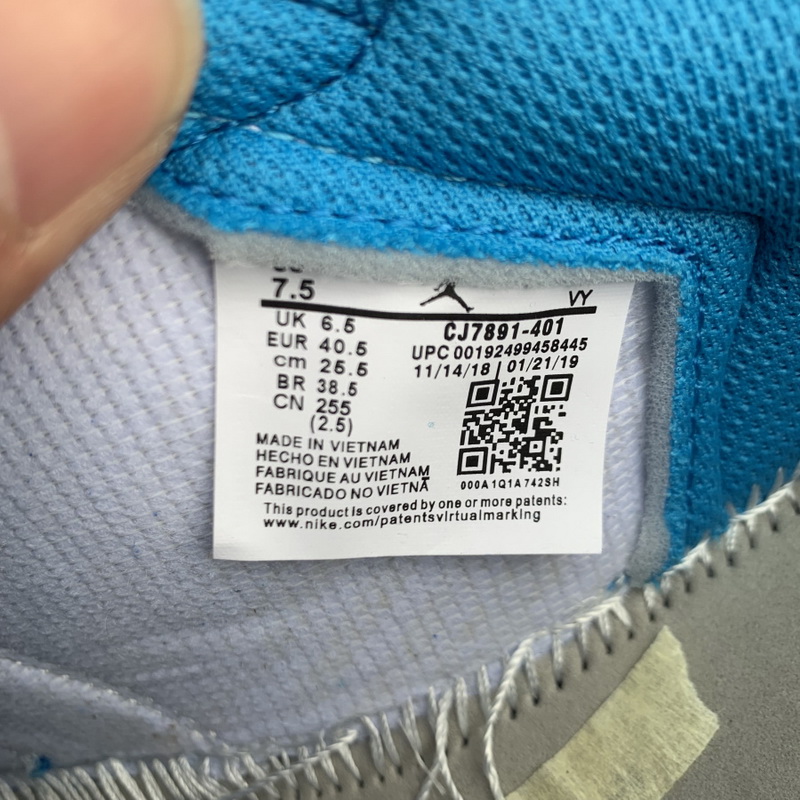 7.5 VY
UK 6.5
EUR 40.5
cm 25.5
BR 38.5
CN 255
(2.5)
CJ7891-401
UPC 00192499458445
11/14/18 | 01/21/19
000A1Q1A742SH
MADE IN VIETNAM
HECHO EN VIETNAM
FABRIQUE AU VIETNAM
FABRICADO NO VIETNÃ
This product is covered by one or more patents:
www.nike.com/patentsvirtualmarking